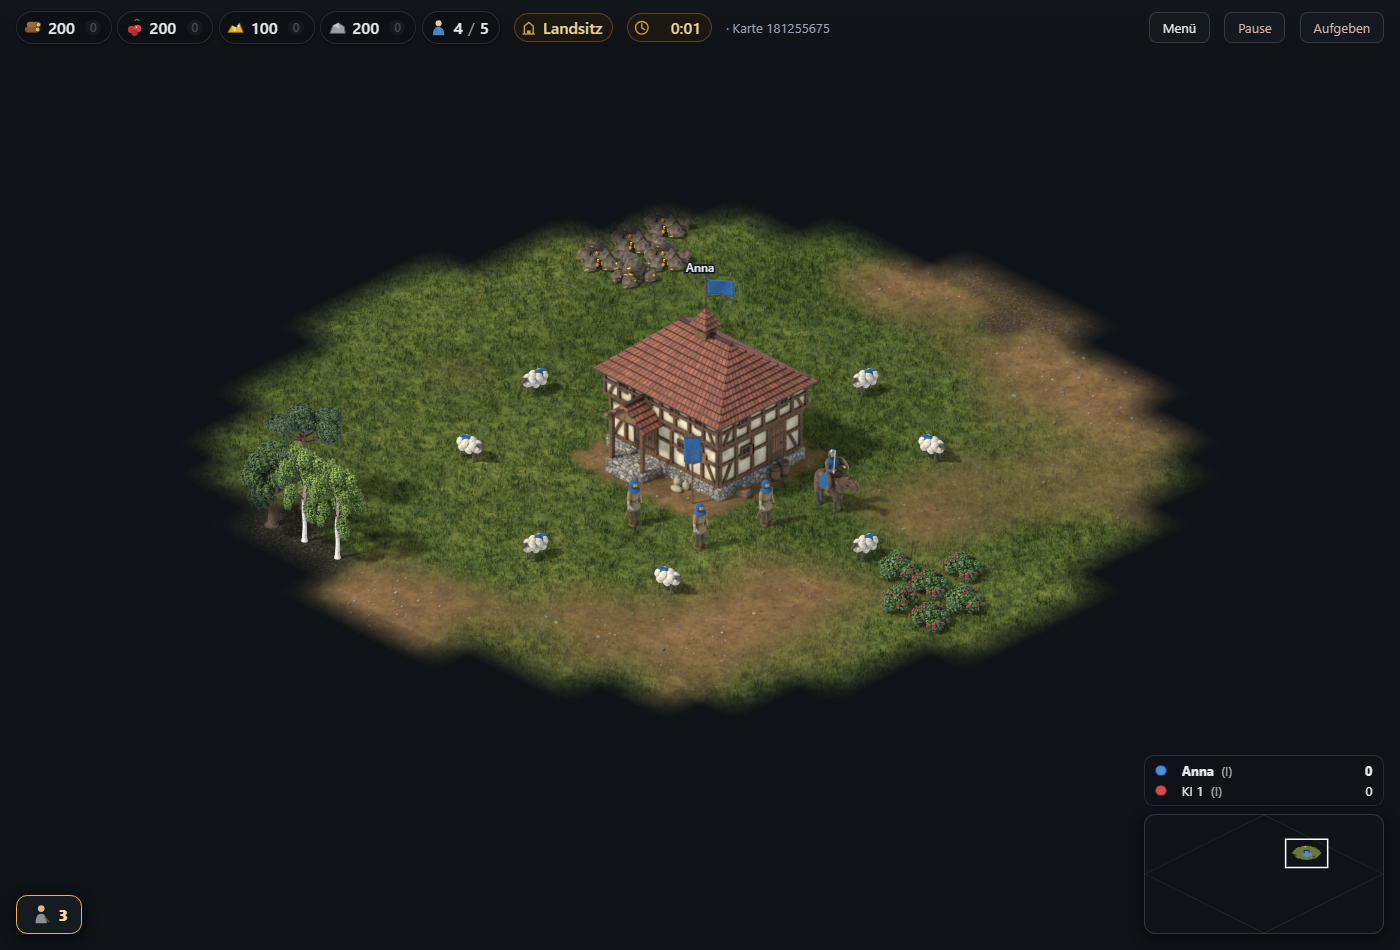 200 0 200 0 100 0 200 0 4 / 5 Landsitz 0:01 · Karte 181255675 Menü Pause Aufgeben
Anna
Anna (I) 0
KI 1 (I) 0
3